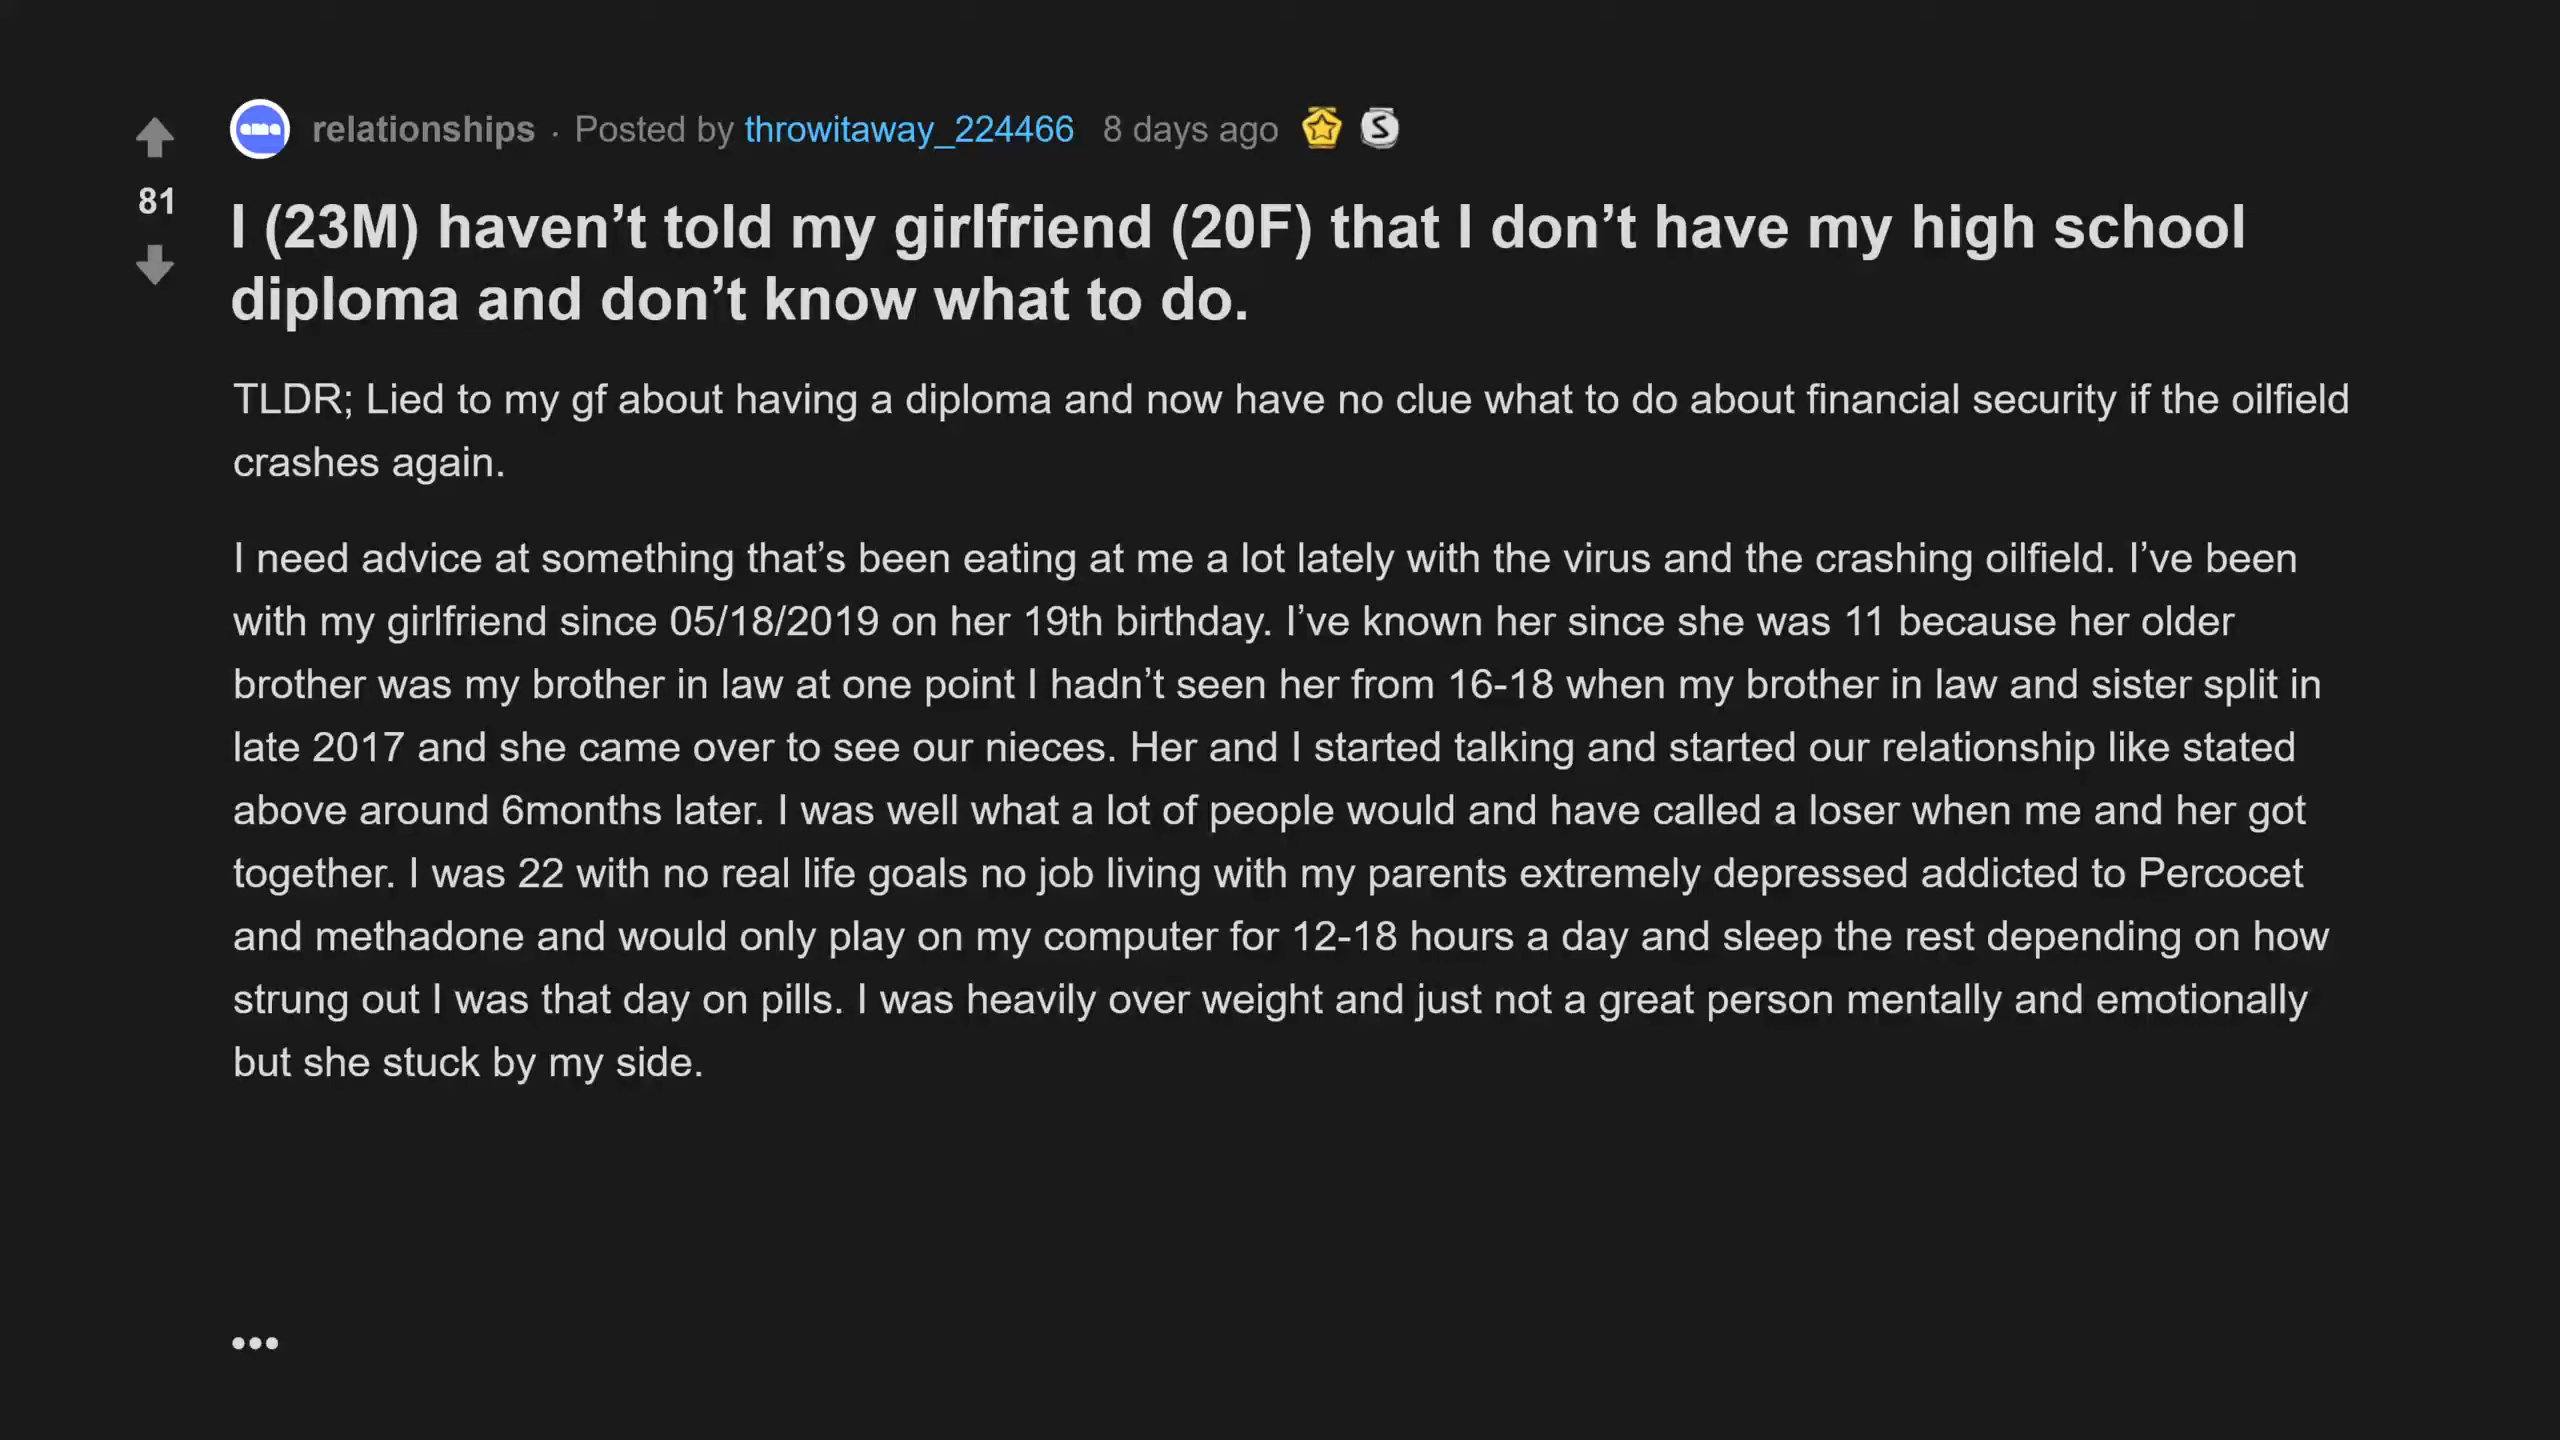 relationships · Posted by throwitaway_224466 8 days ago
81
I (23M) haven’t told my girlfriend (20F) that I don’t have my high school
diploma and don’t know what to do.
TLDR; Lied to my gf about having a diploma and now have no clue what to do about financial security if the oilfield
crashes again.
I need advice at something that’s been eating at me a lot lately with the virus and the crashing oilfield. I’ve been
with my girlfriend since 05/18/2019 on her 19th birthday. I’ve known her since she was 11 because her older
brother was my brother in law at one point I hadn’t seen her from 16-18 when my brother in law and sister split in
late 2017 and she came over to see our nieces. Her and I started talking and started our relationship like stated
above around 6months later. I was well what a lot of people would and have called a loser when me and her got
together. I was 22 with no real life goals no job living with my parents extremely depressed addicted to Percocet
and methadone and would only play on my computer for 12-18 hours a day and sleep the rest depending on how
strung out I was that day on pills. I was heavily over weight and just not a great person mentally and emotionally
but she stuck by my side.
•••